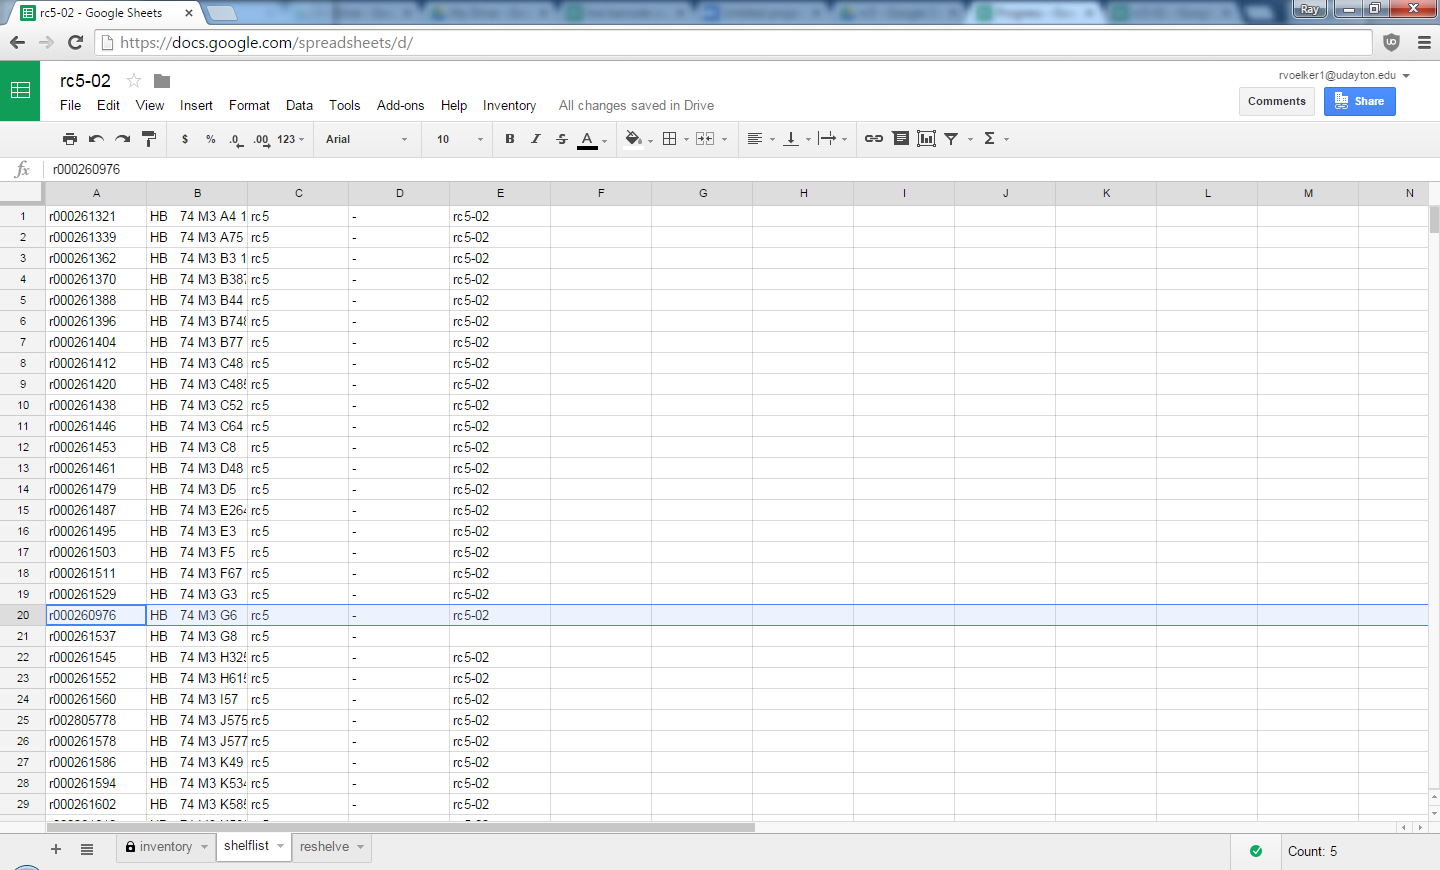 rc5-02 - Google Sheets
Ray
https://docs.google.com/spreadsheets/d/
rc5-02
rvoelker1@udayton.edu
File Edit View Insert Format Data Tools Add-ons Help Inventory All changes saved in Drive
Comments Share
$ % .0 .00 123 Arial 10 B I S A Σ
fx r000260976
A B C D E F G H I J K L M N
1 r000261321 HB 74 M3 A4 1 rc5 - rc5-02
2 r000261339 HB 74 M3 A75 rc5 - rc5-02
3 r000261362 HB 74 M3 B3 1 rc5 - rc5-02
4 r000261370 HB 74 M3 B387 rc5 - rc5-02
5 r000261388 HB 74 M3 B44 rc5 - rc5-02
6 r000261396 HB 74 M3 B748 rc5 - rc5-02
7 r000261404 HB 74 M3 B77 rc5 - rc5-02
8 r000261412 HB 74 M3 C48 rc5 - rc5-02
9 r000261420 HB 74 M3 C485 rc5 - rc5-02
10 r000261438 HB 74 M3 C52 rc5 - rc5-02
11 r000261446 HB 74 M3 C64 rc5 - rc5-02
12 r000261453 HB 74 M3 C8 rc5 - rc5-02
13 r000261461 HB 74 M3 D48 rc5 - rc5-02
14 r000261479 HB 74 M3 D5 rc5 - rc5-02
15 r000261487 HB 74 M3 E264 rc5 - rc5-02
16 r000261495 HB 74 M3 E3 rc5 - rc5-02
17 r000261503 HB 74 M3 F5 rc5 - rc5-02
18 r000261511 HB 74 M3 F67 rc5 - rc5-02
19 r000261529 HB 74 M3 G3 rc5 - rc5-02
20 r000260976 HB 74 M3 G6 rc5 - rc5-02
21 r000261537 HB 74 M3 G8 rc5 -
22 r000261545 HB 74 M3 H325 rc5 - rc5-02
23 r000261552 HB 74 M3 H615 rc5 - rc5-02
24 r000261560 HB 74 M3 I57 rc5 - rc5-02
25 r002805778 HB 74 M3 J575 rc5 - rc5-02
26 r000261578 HB 74 M3 J577 rc5 - rc5-02
27 r000261586 HB 74 M3 K49 rc5 - rc5-02
28 r000261594 HB 74 M3 K534 rc5 - rc5-02
29 r000261602 HB 74 M3 K585 rc5 - rc5-02
inventory shelflist reshelve Count: 5